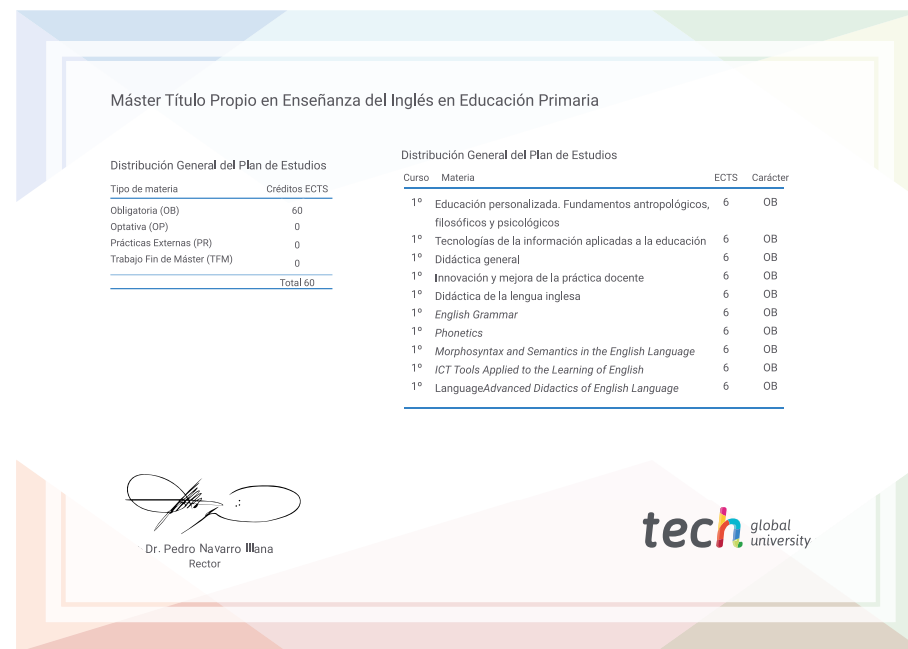 Máster Título Propio en Enseñanza del Inglés en Educación Primaria
Distribución General del Plan de Estudios
Tipo de materia Créditos ECTS
Obligatoria (OB) 60
Optativa (OP) 0
Prácticas Externas (PR) 0
Trabajo Fin de Máster (TFM) 0
Total 60
Distribución General del Plan de Estudios
Curso Materia ECTS Carácter
1º Educación personalizada. Fundamentos antropológicos, 6 OB
filosóficos y psicológicos
1º Tecnologías de la información aplicadas a la educación 6 OB
1º Didáctica general 6 OB
1º Innovación y mejora de la práctica docente 6 OB
1º Didáctica de la lengua inglesa 6 OB
1º English Grammar 6 OB
1º Phonetics 6 OB
1º Morphosyntax and Semantics in the English Language 6 OB
1º ICT Tools Applied to the Learning of English 6 OB
1º LanguageAdvanced Didactics of English Language 6 OB
Dr. Pedro Navarro Illana
Rector
tech global
university